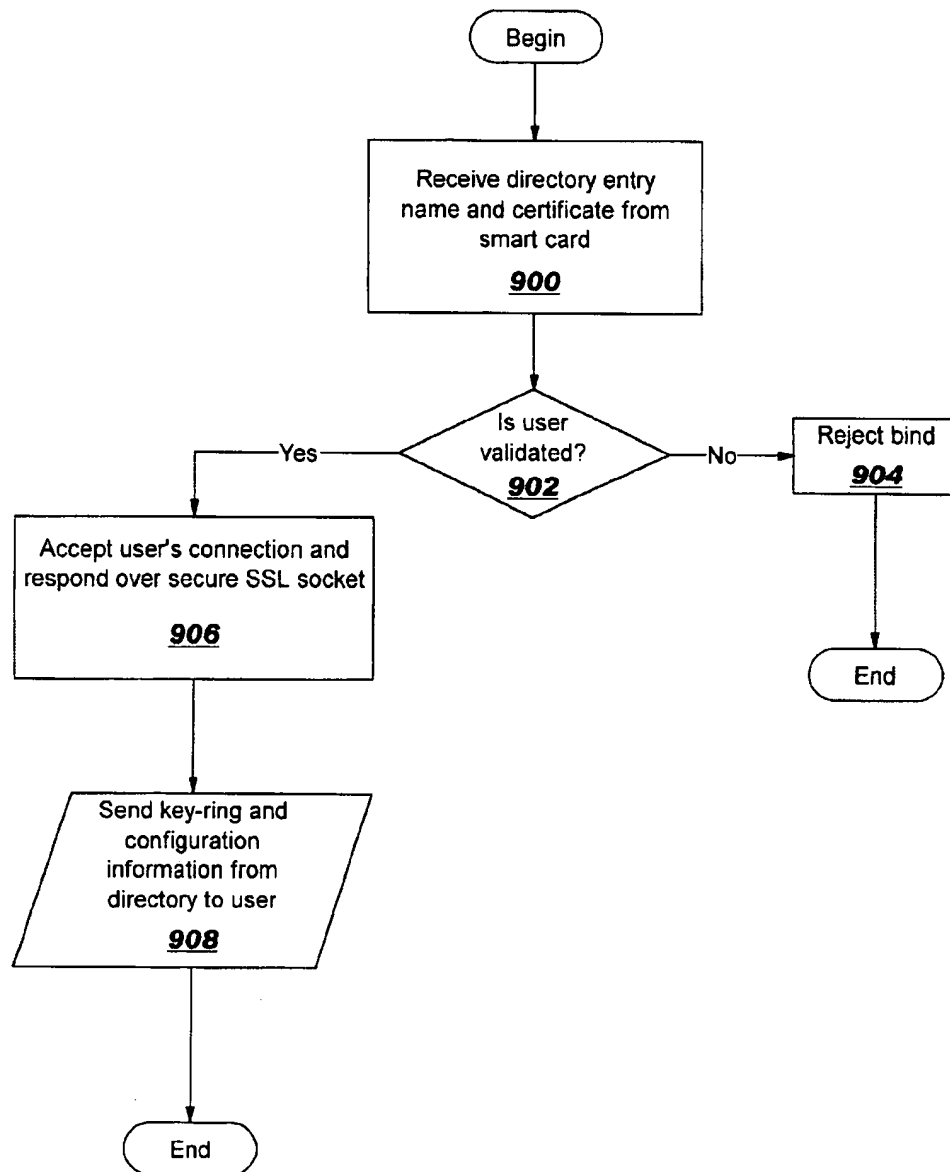 Begin
Receive directory entry
name and certificate from
smart card
900
Is user
validated?
902
Yes
No
Reject bind
904
End
Accept user's connection and
respond over secure SSL socket
906
Send key-ring and
configuration
information from
directory to user
908
End